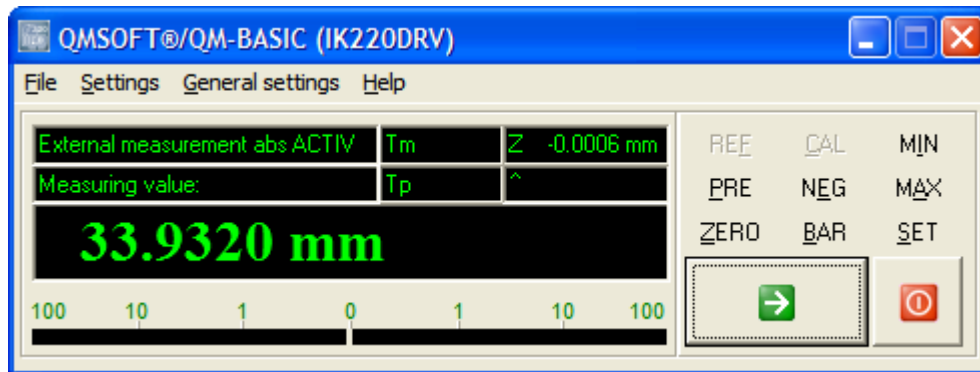 QMSOFT®/QM-BASIC (IK220DRV)
File Settings General settings Help
External measurement abs ACTIV Tm Z -0.0006 mm
Measuring value: Tp ^
33.9320 mm
100 10 1 0 1 10 100
REF CAL MIN
PRE NEG MAX
ZERO BAR SET